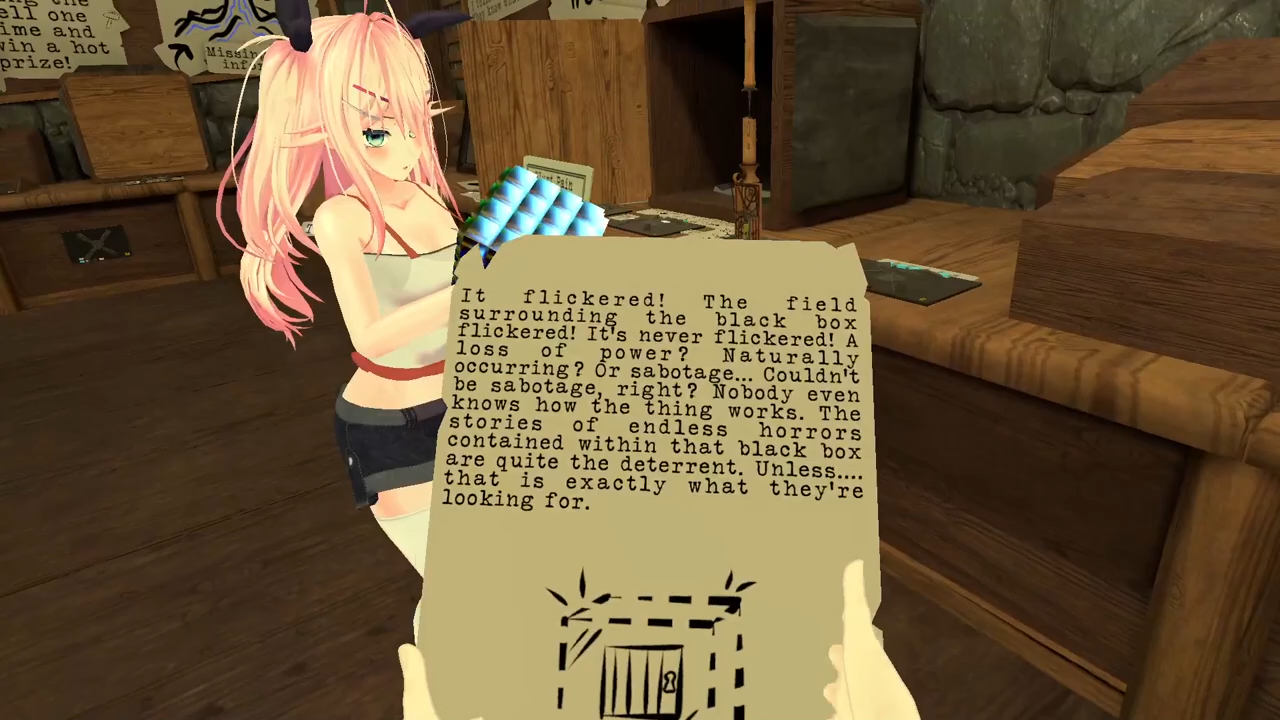 ell one
ime and
win a hot
prize!
It flickered! The field
surrounding the black box
flickered! It's never flickered! A
loss of power? Naturally
occurring? Or sabotage... Couldn't
be sabotage, right? Nobody even
knows how the thing works. The
stories of endless horrors
contained within that black box
are quite the deterrent. Unless....
that is exactly what they're
looking for.